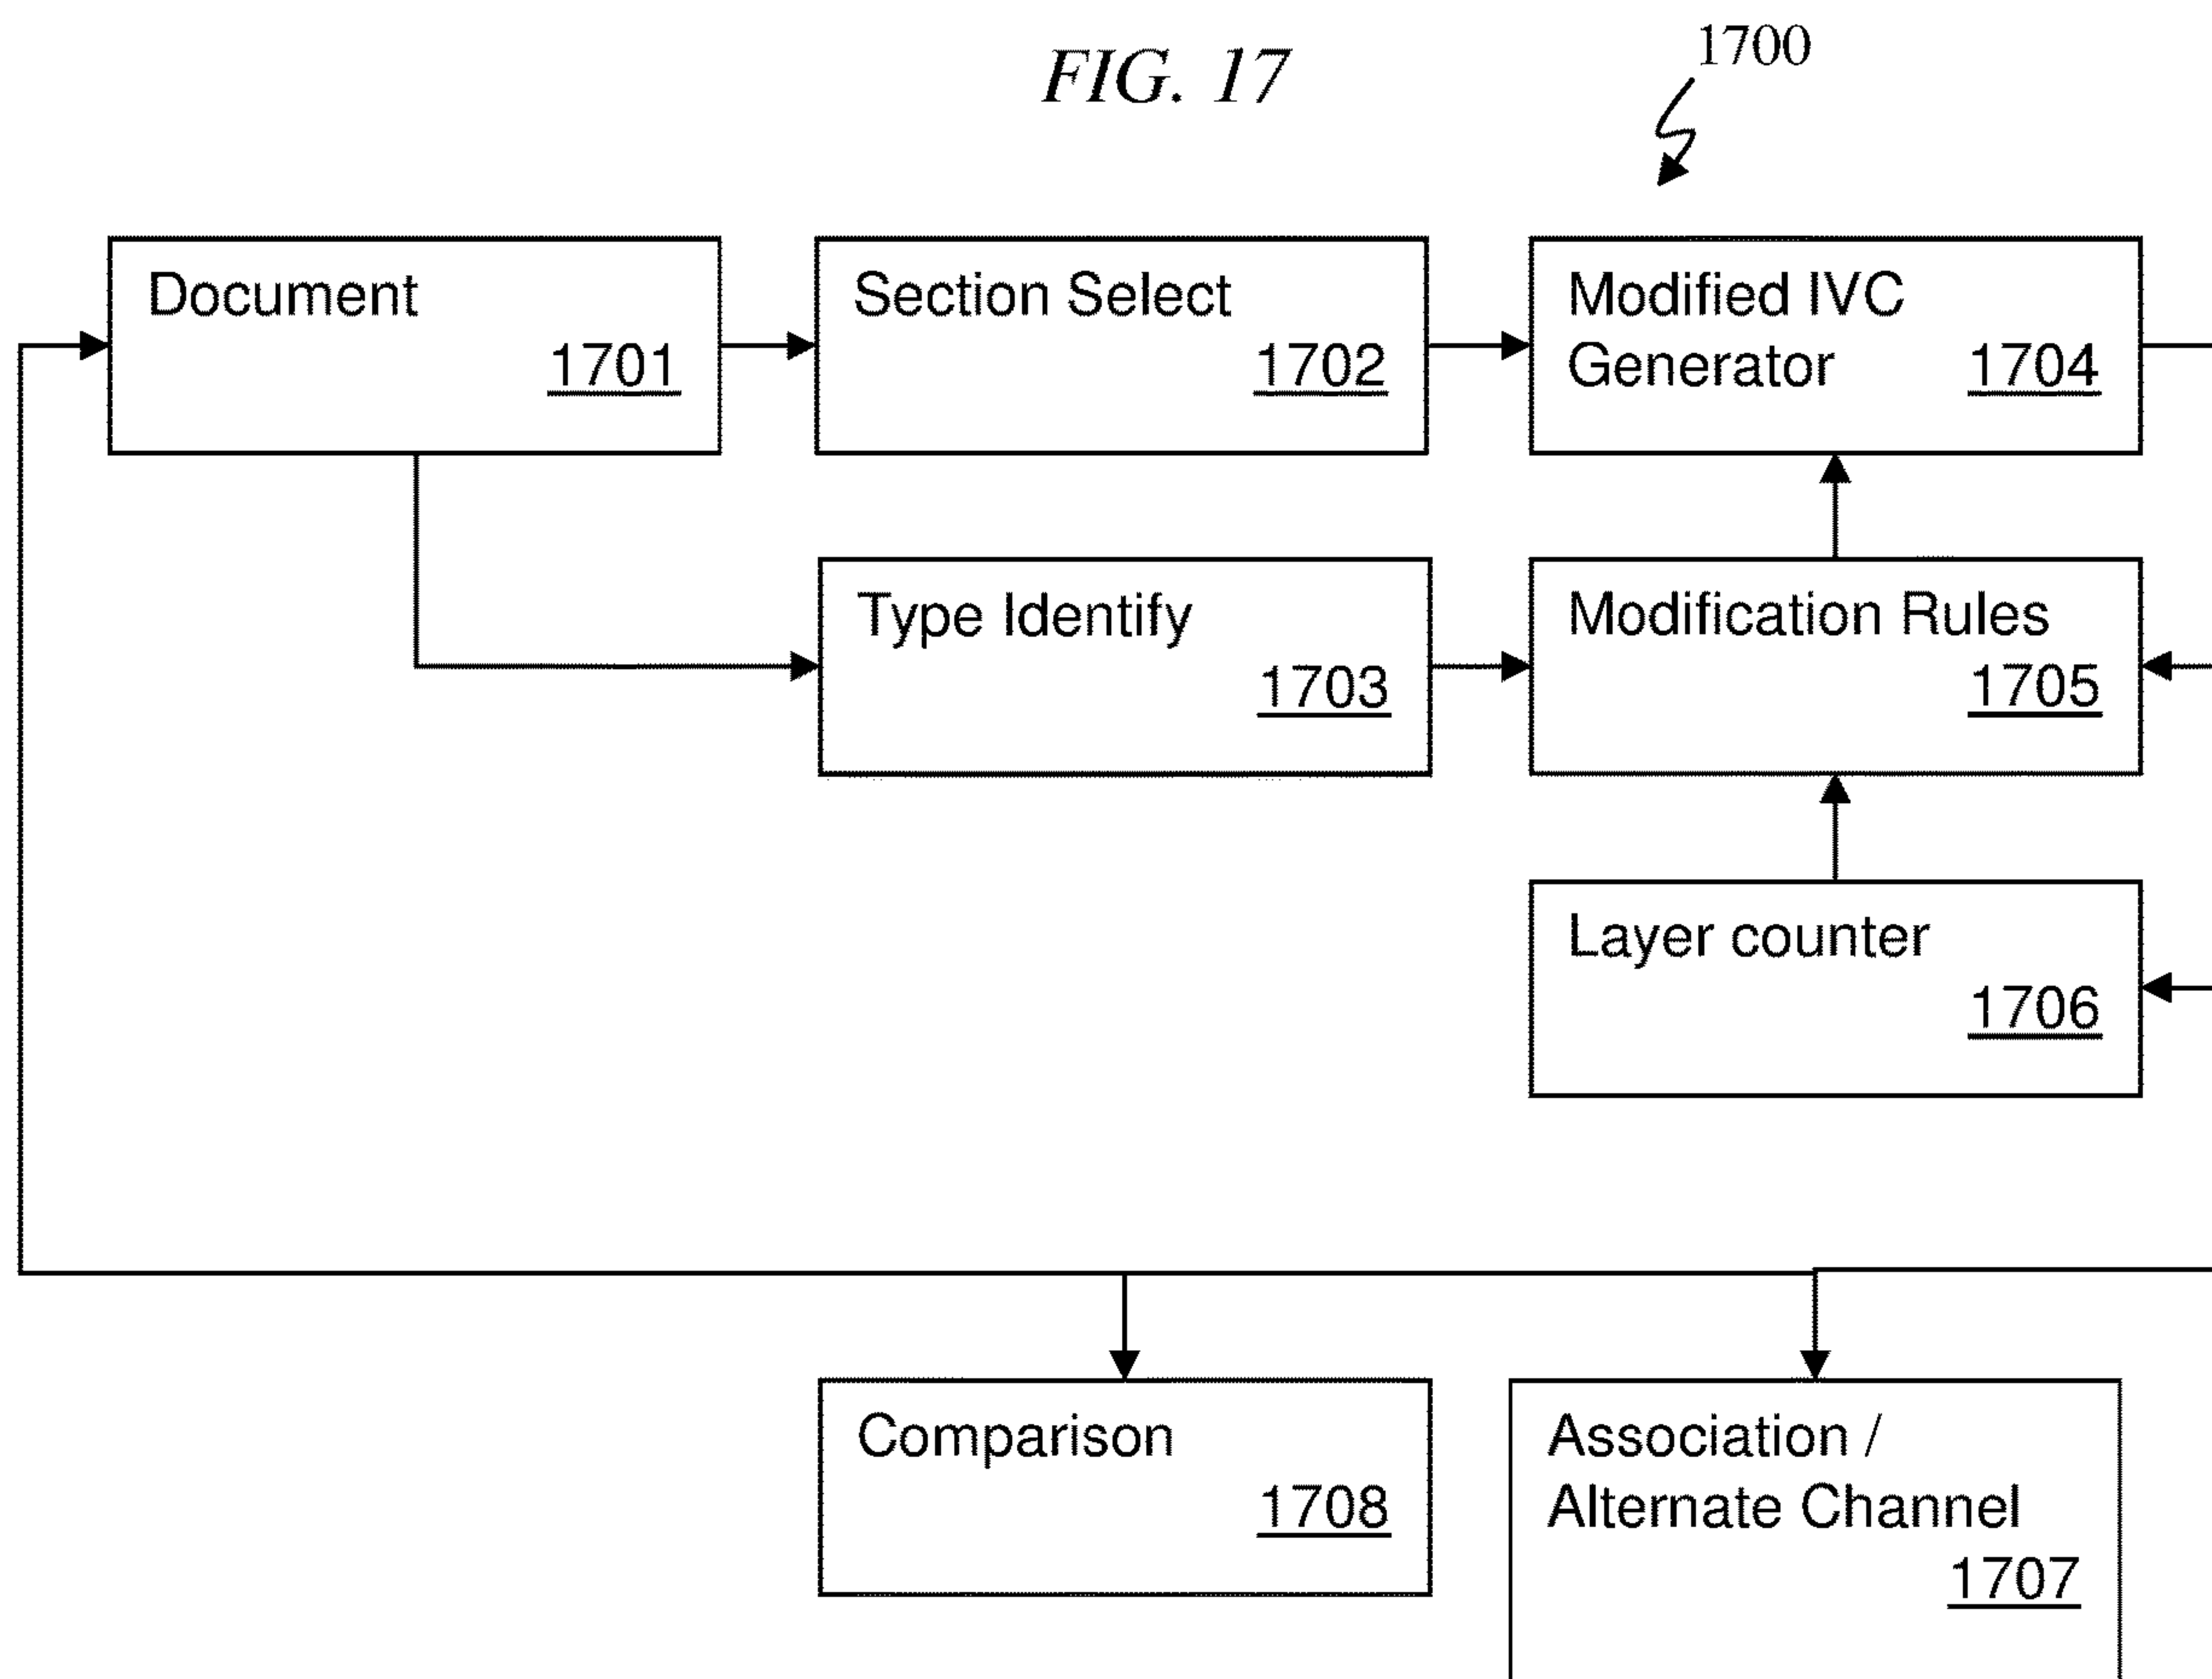 FIG. 17
1700
Document
1701
Section Select
1702
Modified IVC
Generator 1704
Type Identify
1703
Modification Rules
1705
Layer counter
1706
Comparison
1708
Association /
Alternate Channel
1707